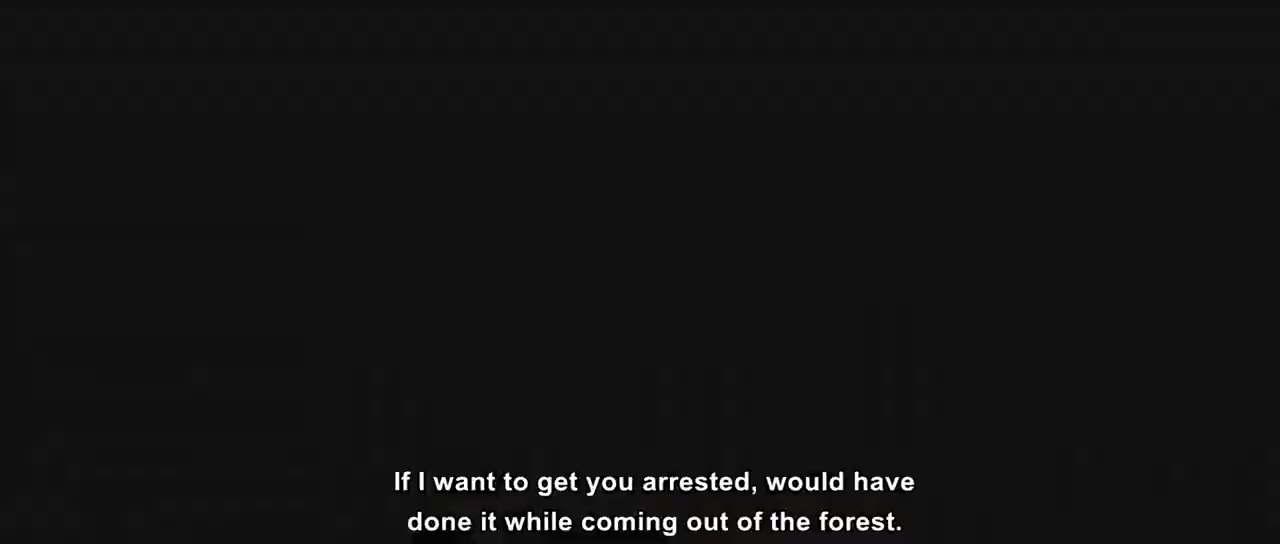 If I want to get you arrested, would have
done it while coming out of the forest.